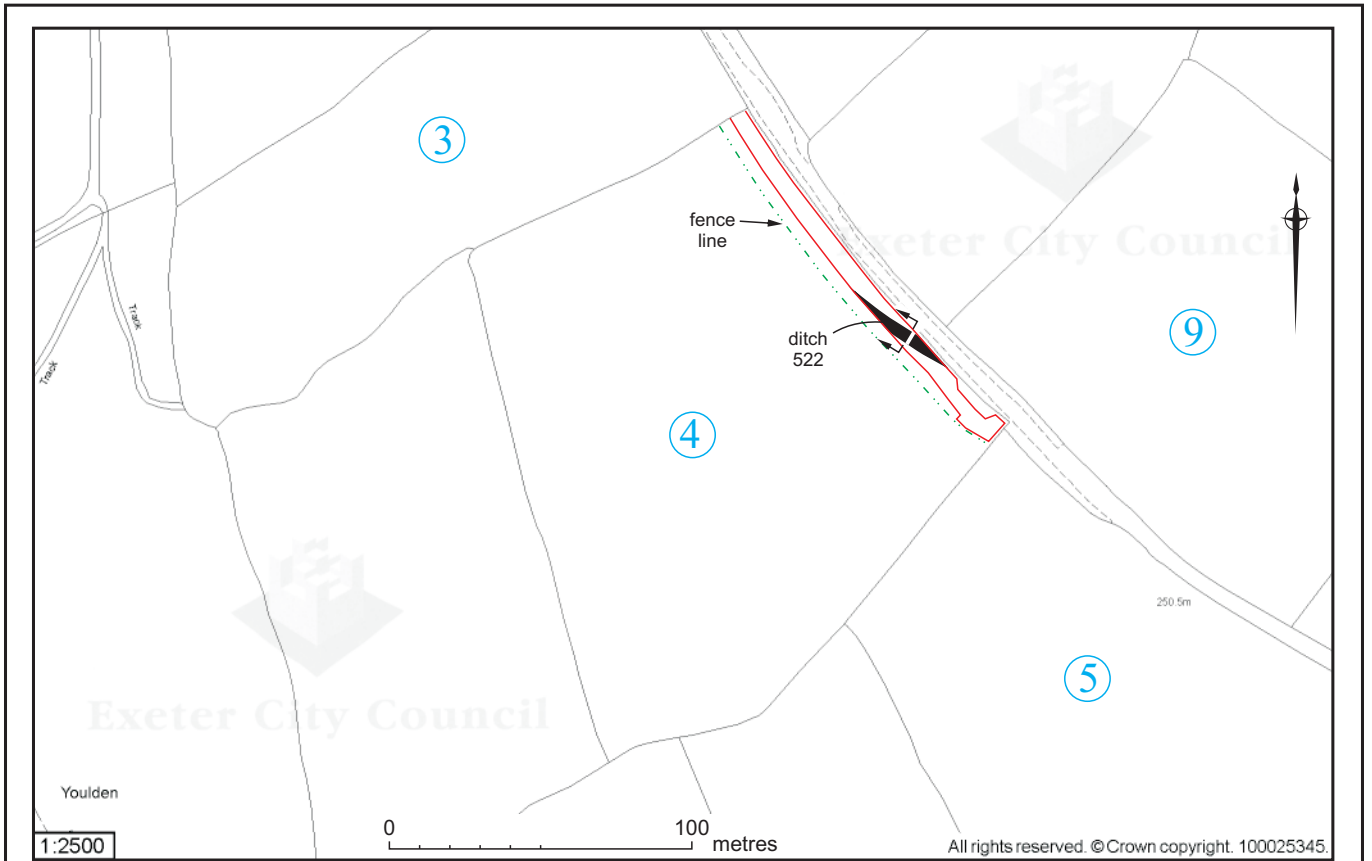 3
fence
line
Exeter City Council
Track
Track
ditch
522
9
4
250.5m
5
Exeter City Council
Youlden
0
100
metres
1:2500
All rights reserved. © Crown copyright. 100025345.